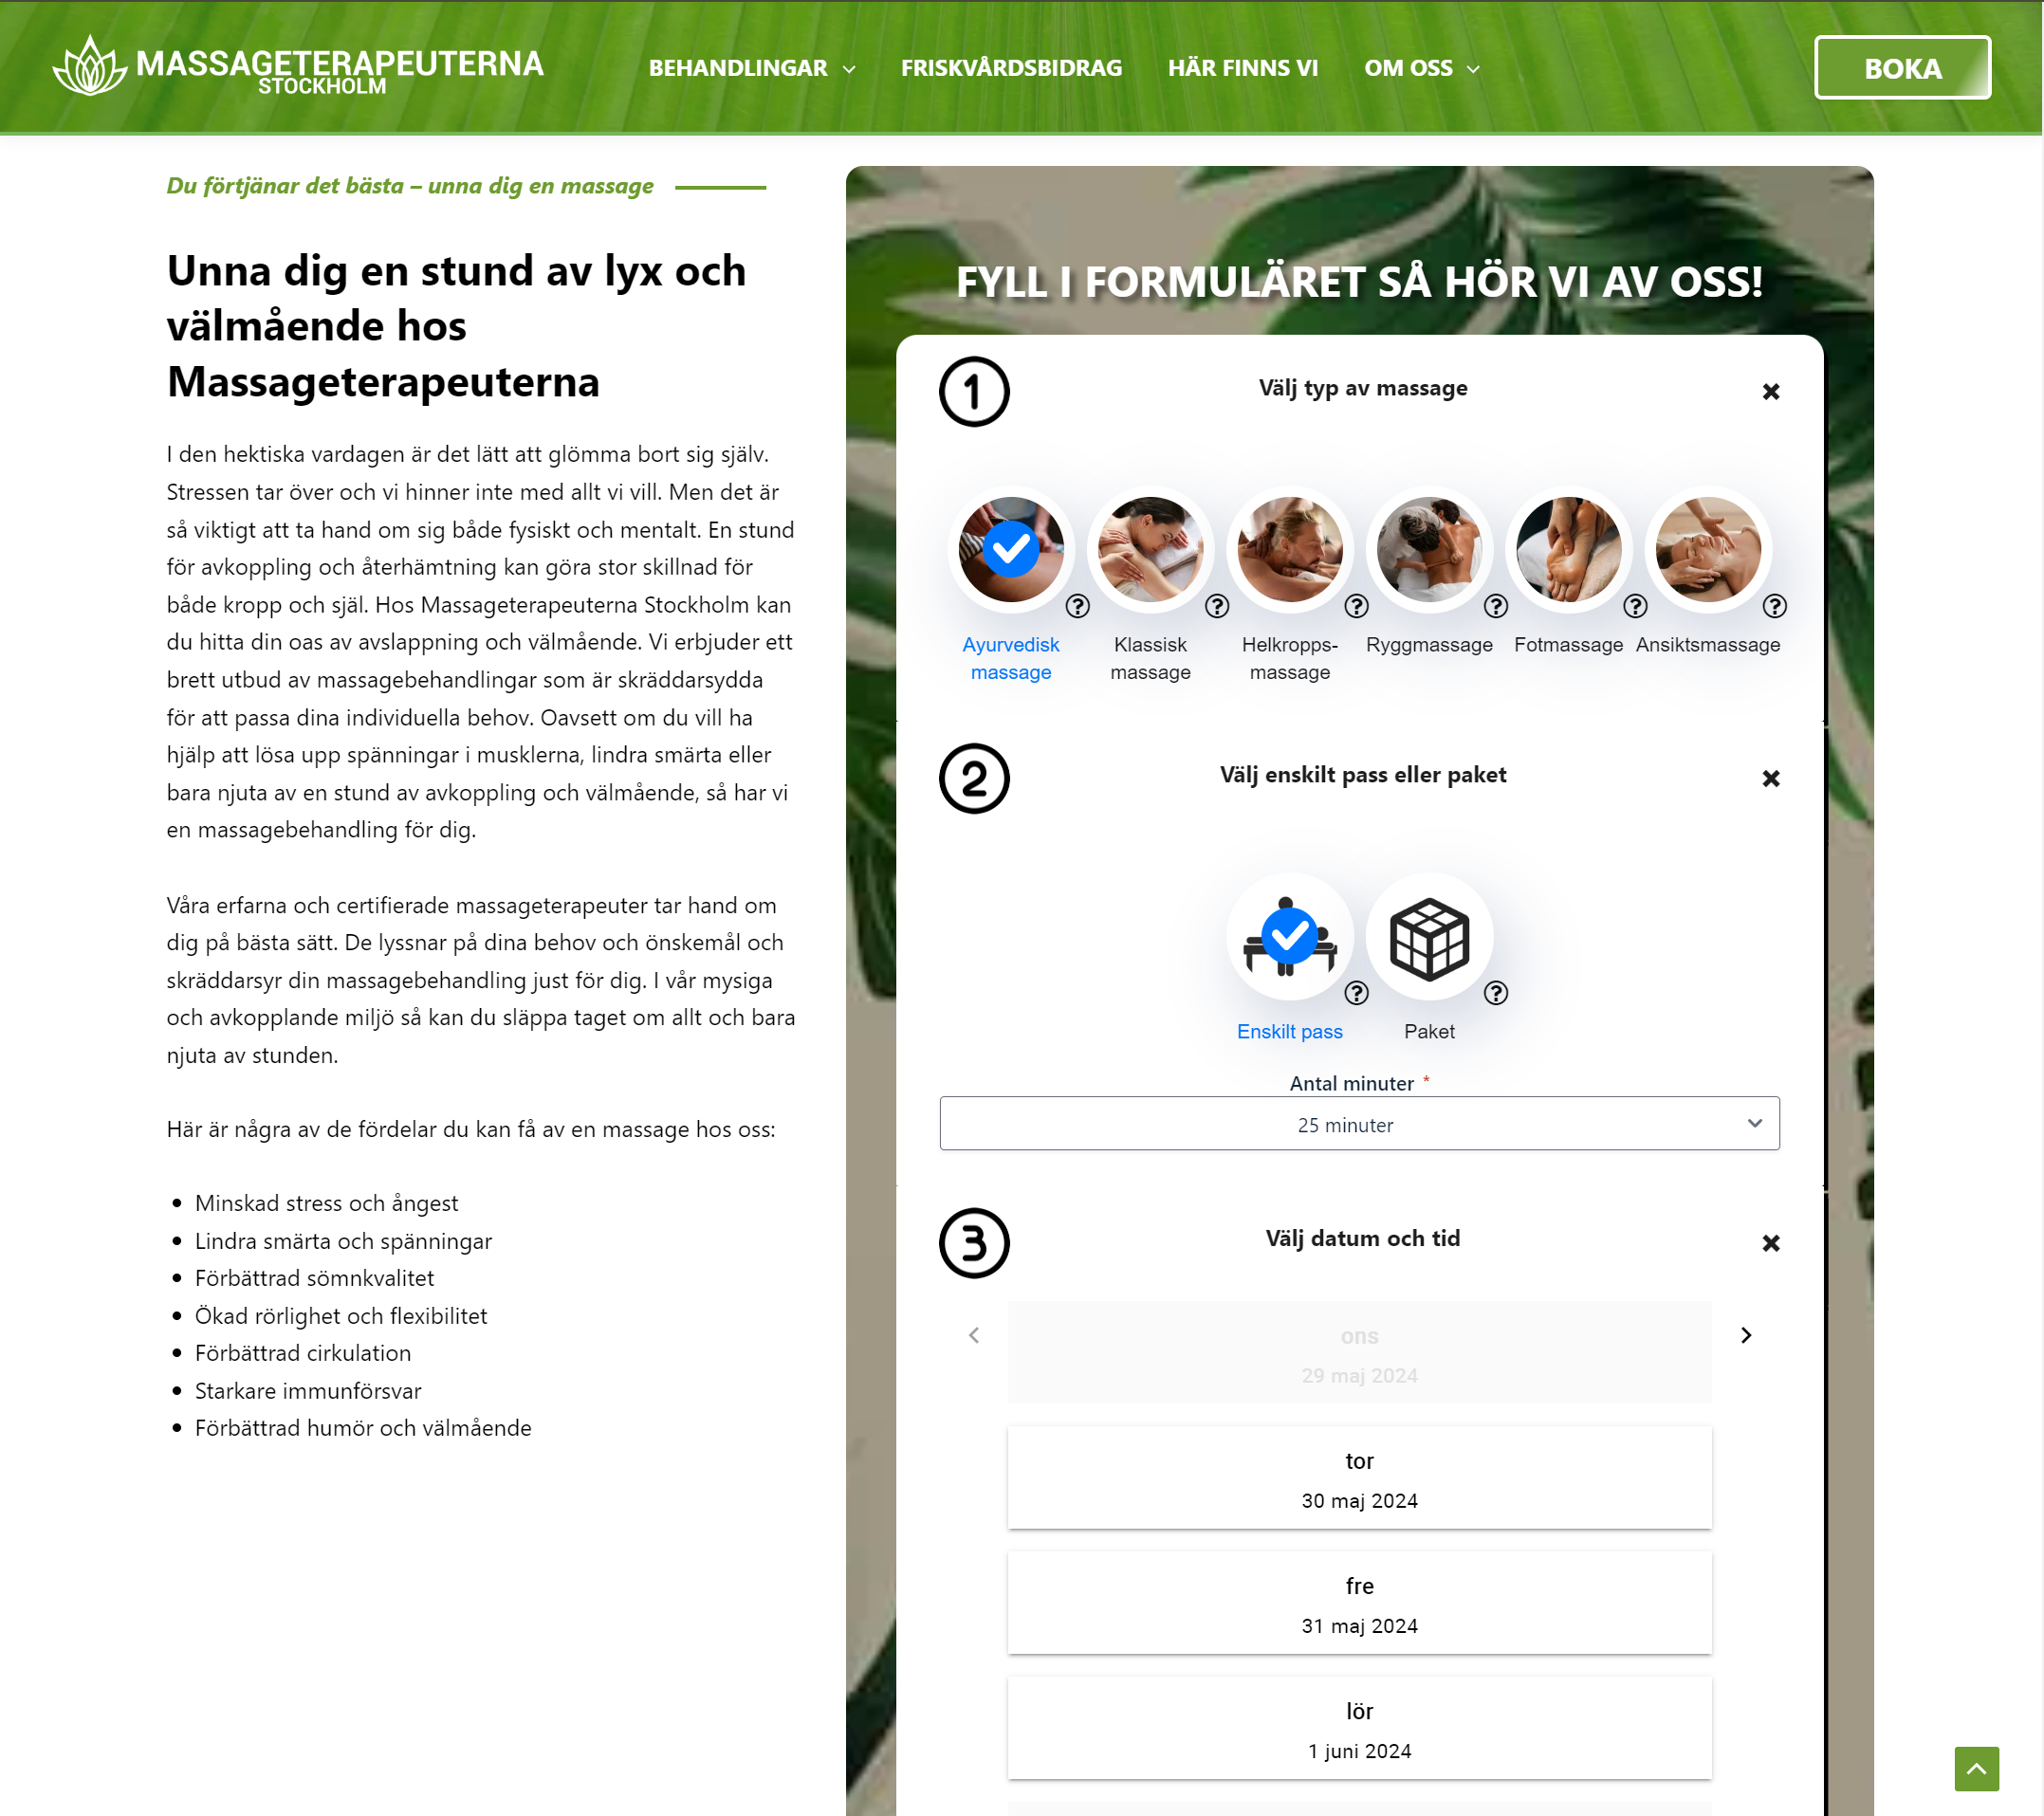 MASSAGETERAPEUTERNA
STOCKHOLM
BEHANDLINGAR
FRISKVÅRDSBIDRAG
HÄR FINNS VI
OM OSS
BOKA
Du förtjänar det bästa – unna dig en massage
Unna dig en stund av lyx och
välmående hos
Massageterapeuterna
I den hektiska vardagen är det lätt att glömma bort sig själv.
Stressen tar över och vi hinner inte med allt vi vill. Men det är
så viktigt att ta hand om sig både fysiskt och mentalt. En stund
för avkoppling och återhämtning kan göra stor skillnad för
både kropp och själ. Hos Massageterapeuterna Stockholm kan
du hitta din oas av avslappning och välmående. Vi erbjuder ett
brett utbud av massagebehandlingar som är skräddarsydda
för att passa dina individuella behov. Oavsett om du vill ha
hjälp att lösa upp spänningar i musklerna, lindra smärta eller
bara njuta av en stund av avkoppling och välmående, så har vi
en massagebehandling för dig.
Våra erfarna och certifierade massageterapeuter tar hand om
dig på bästa sätt. De lyssnar på dina behov och önskemål och
skräddarsyr din massagebehandling just för dig. I vår mysiga
och avkopplande miljö så kan du släppa taget om allt och bara
njuta av stunden.
Här är några av de fördelar du kan få av en massage hos oss:
Minskad stress och ångest
Lindra smärta och spänningar
Förbättrad sömnkvalitet
Ökad rörlighet och flexibilitet
Förbättrad cirkulation
Starkare immunförsvar
Förbättrad humör och välmående
FYLL I FORMULÄRET SÅ HÖR VI AV OSS!
1
Välj typ av massage
? ? ? ? ? ?
Ayurvedisk
massage
Klassisk
massage
Helkropps-
massage
Ryggmassage
Fotmassage
Ansiktsmassage
2
Välj enskilt pass eller paket
? ?
Enskilt pass
Paket
Antal minuter *
25 minuter
3
Välj datum och tid
ons
29 maj 2024
tor
30 maj 2024
fre
31 maj 2024
lör
1 juni 2024